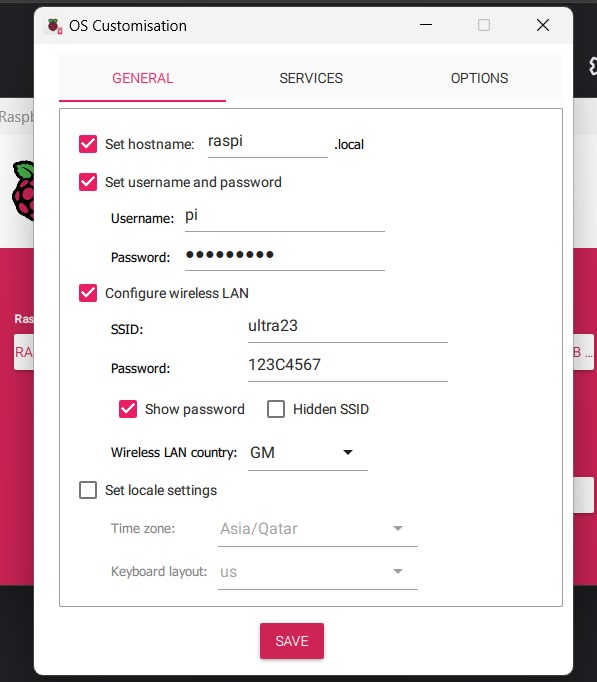 OS Customisation
GENERAL SERVICES OPTIONS
Raspb
Set hostname: raspi .local
Set username and password
Username: pi
Password: •••••••••
Configure wireless LAN
Ras
SSID: ultra23
RA
B ...
Password: 123C4567
Show password Hidden SSID
Wireless LAN country: GM
Set locale settings
Time zone: Asia/Qatar
Keyboard layout: us
SAVE